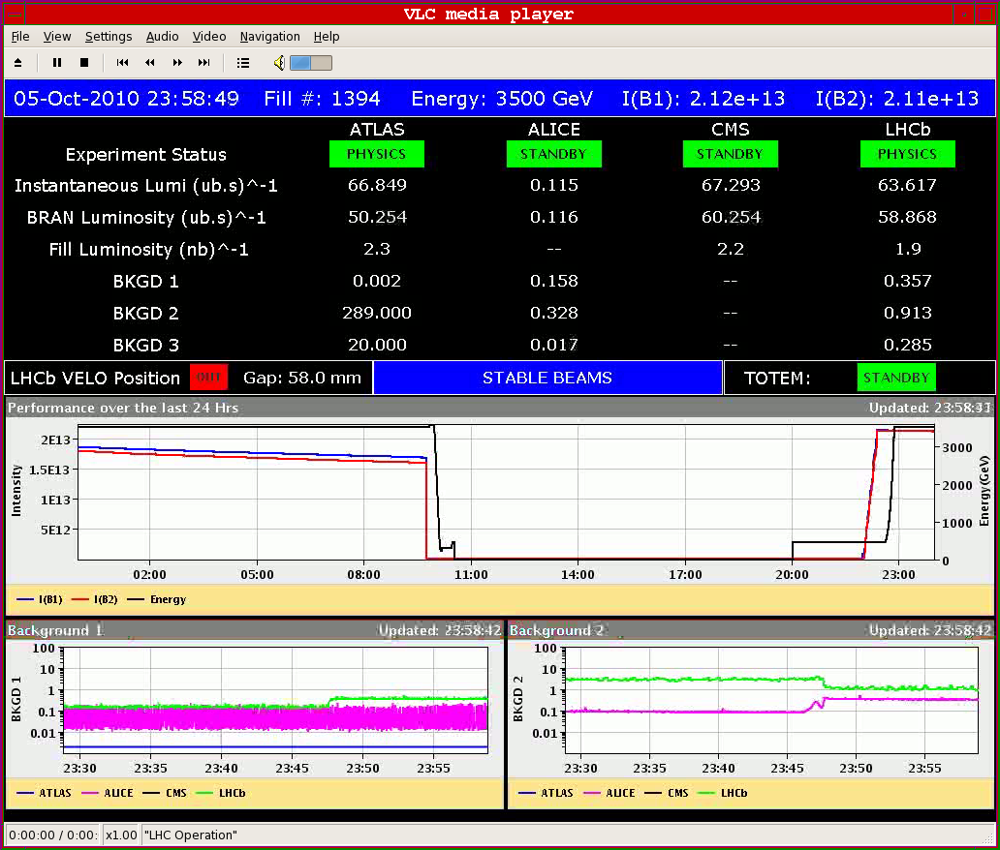 VLC media player
File View Settings Audio Video Navigation Help
05-Oct-2010 23:58:49 Fill #: 1394 Energy: 3500 GeV I(B1): 2.12e+13 I(B2): 2.11e+13
ATLAS ALICE CMS LHCb
Experiment Status PHYSICS STANDBY STANDBY PHYSICS
Instantaneous Lumi (ub.s)^-1 66.849 0.115 67.293 63.617
BRAN Luminosity (ub.s)^-1 50.254 0.116 60.254 58.868
Fill Luminosity (nb)^-1 2.3 -- 2.2 1.9
BKGD 1 0.002 0.158 -- 0.357
BKGD 2 289.000 0.328 -- 0.913
BKGD 3 20.000 0.017 -- 0.285
LHCb VELO Position OUT Gap: 58.0 mm STABLE BEAMS TOTEM: STANDBY
Performance over the last 24 Hrs Updated:
Intensity
2E13
1.5E13
1E13
5E12
3000
2000
1000
0
Energy(GeV)
02:00 05:00 08:00 11:00 14:00 17:00 20:00 23:00
I(B1) I(B2) Energy
Background 1 Updated: 23:58:42
BKGD 1
100
10
1
0.1
0.01
23:30 23:35 23:40 23:45 23:50 23:55
ATLAS ALICE CMS LHCb
Background 2 Updated: 23:58:42
BKGD 2
100
10
1
0.1
0.01
23:30 23:35 23:40 23:45 23:50 23:55
ATLAS ALICE CMS LHCb
0:00:00 / 0:00: x1.00 "LHC Operation"